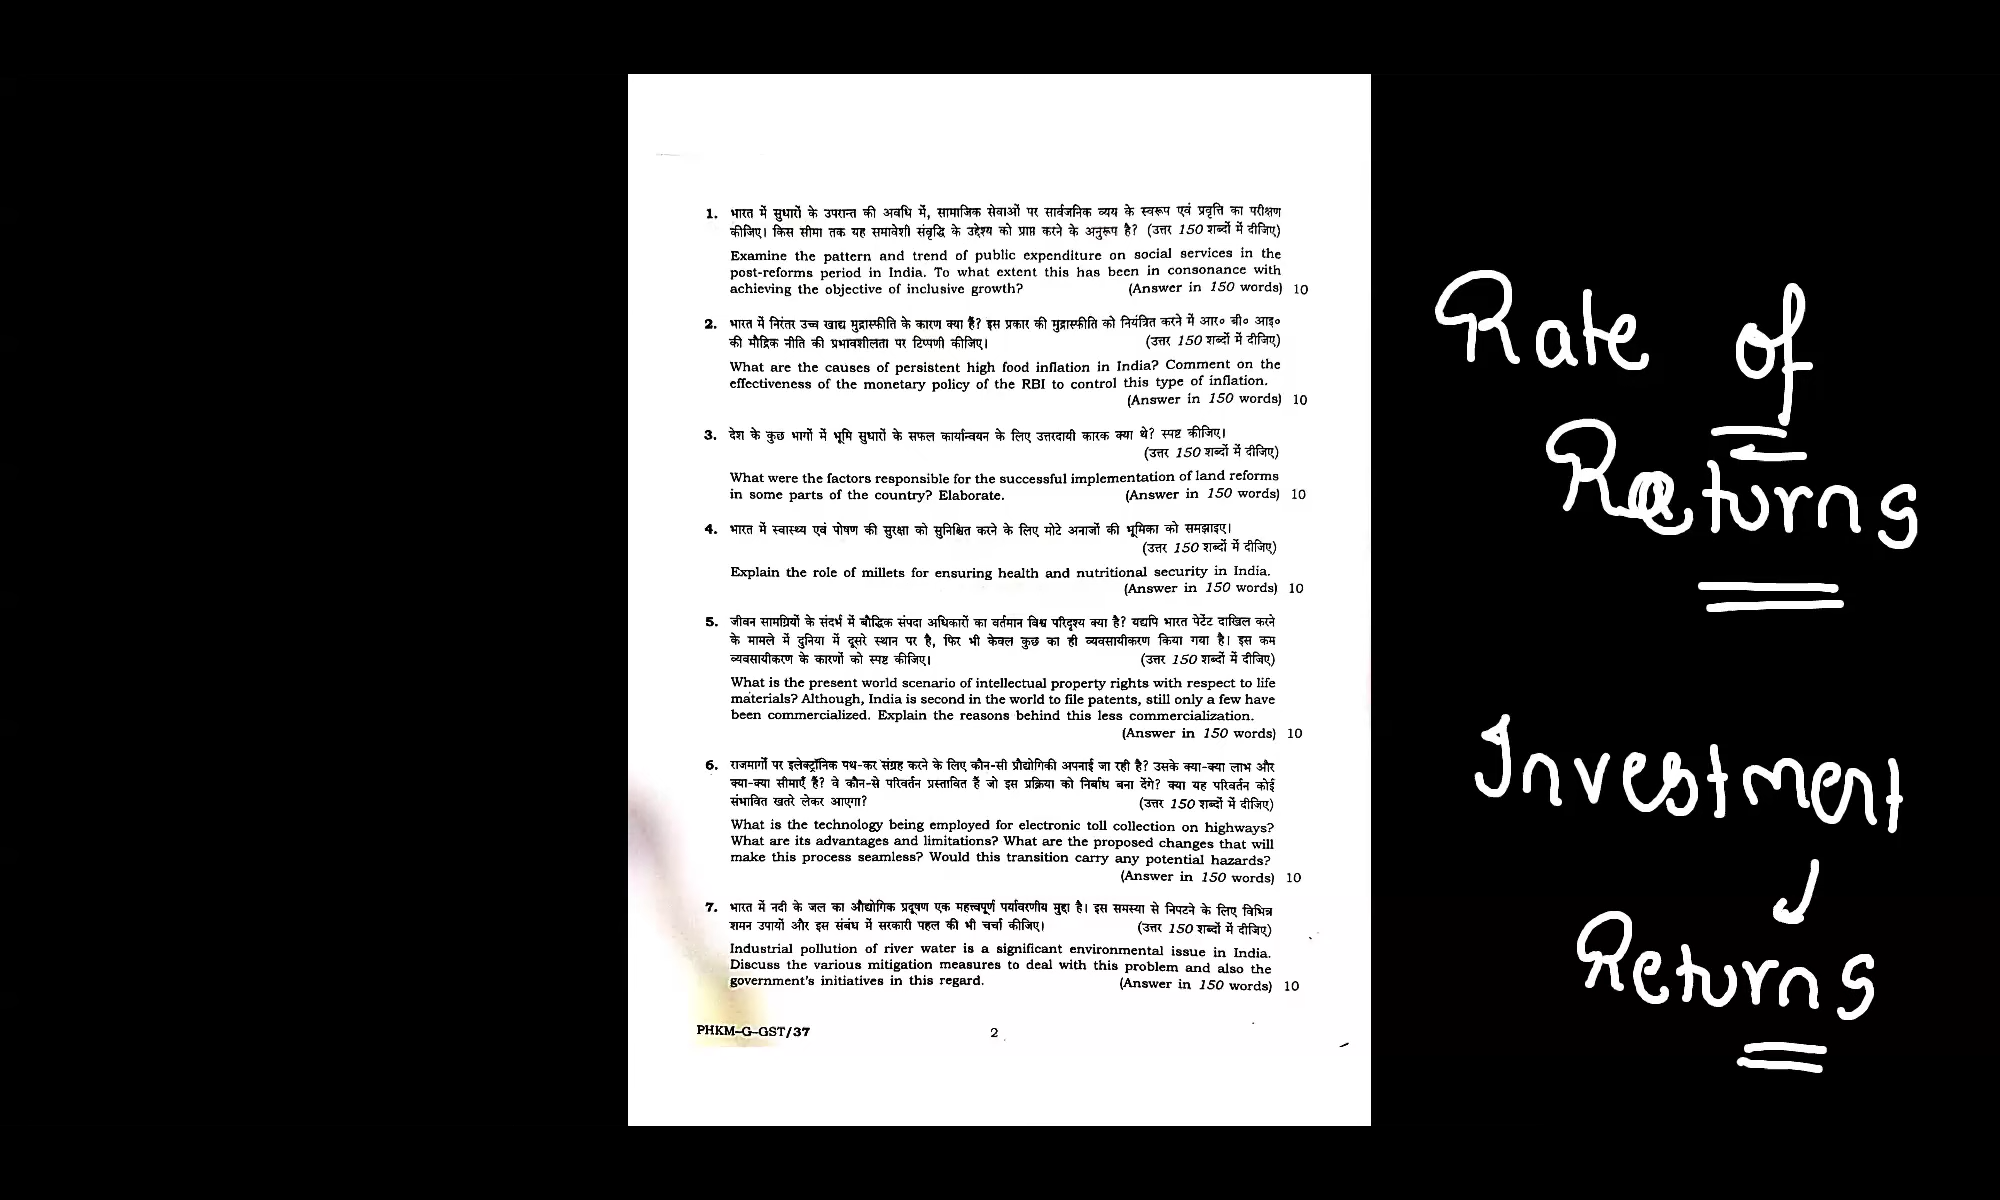 1. भारत में सुधारों के उपरान्त की अवधि में, सामाजिक सेवाओं पर सार्वजनिक व्यय के स्वरूप एवं प्रवृत्ति का परीक्षण
कीजिए। किस सीमा तक यह समावेशी संवृद्धि के उद्देश्य को प्राप्त करने के अनुरूप है? (उत्तर 150 शब्दों में दीजिए)
Examine the pattern and trend of public expenditure on social services in the
post-reforms period in India. To what extent this has been in consonance with
achieving the objective of inclusive growth? (Answer in 150 words) 10
2. भारत में निरंतर उच्च खाद्य मुद्रास्फीति के कारण क्या हैं? इस प्रकार की मुद्रास्फीति को नियंत्रित करने में आर० बी० आइ०
की मौद्रिक नीति की प्रभावशीलता पर टिप्पणी कीजिए। (उत्तर 150 शब्दों में दीजिए)
What are the causes of persistent high food inflation in India? Comment on the
effectiveness of the monetary policy of the RBI to control this type of inflation.
(Answer in 150 words) 10
3. देश के कुछ भागों में भूमि सुधारों के सफल कार्यान्वयन के लिए उत्तरदायी कारक क्या थे? स्पष्ट कीजिए।
(उत्तर 150 शब्दों में दीजिए)
What were the factors responsible for the successful implementation of land reforms
in some parts of the country? Elaborate. (Answer in 150 words) 10
4. भारत में स्वास्थ्य एवं पोषण की सुरक्षा को सुनिश्चित करने के लिए मोटे अनाजों की भूमिका को समझाइए।
(उत्तर 150 शब्दों में दीजिए)
Explain the role of millets for ensuring health and nutritional security in India.
(Answer in 150 words) 10
5. जीवन सामग्रियों के संदर्भ में बौद्धिक संपदा अधिकारों का वर्तमान विश्व परिदृश्य क्या है? यद्यपि भारत पेटेंट दाखिल करने
के मामले में दुनिया में दूसरे स्थान पर है, फिर भी केवल कुछ का ही व्यवसायीकरण किया गया है। इस कम
व्यवसायीकरण के कारणों को स्पष्ट कीजिए। (उत्तर 150 शब्दों में दीजिए)
What is the present world scenario of intellectual property rights with respect to life
materials? Although, India is second in the world to file patents, still only a few have
been commercialized. Explain the reasons behind this less commercialization.
(Answer in 150 words) 10
6. राजमार्गों पर इलेक्ट्रॉनिक पथ-कर संग्रह करने के लिए कौन-सी प्रौद्योगिकी अपनाई जा रही है? उसके क्या-क्या लाभ और
क्या-क्या सीमाएँ हैं? वे कौन-से परिवर्तन प्रस्तावित हैं जो इस प्रक्रिया को निर्बाध बना देंगे? क्या यह परिवर्तन कोई
संभावित खतरे लेकर आएगा? (उत्तर 150 शब्दों में दीजिए)
What is the technology being employed for electronic toll collection on highways?
What are its advantages and limitations? What are the proposed changes that will
make this process seamless? Would this transition carry any potential hazards?
(Answer in 150 words) 10
7. भारत में नदी के जल का औद्योगिक प्रदूषण एक महत्त्वपूर्ण पर्यावरणीय मुद्दा है। इस समस्या से निपटने के लिए विभिन्न
शमन उपायों और इस संबंध में सरकारी पहल की भी चर्चा कीजिए। (उत्तर 150 शब्दों में दीजिए)
Industrial pollution of river water is a significant environmental issue in India.
Discuss the various mitigation measures to deal with this problem and also the
government's initiatives in this regard. (Answer in 150 words) 10
PHKM-G-GST/37 2
Rate of
Returns
Investment
Returns